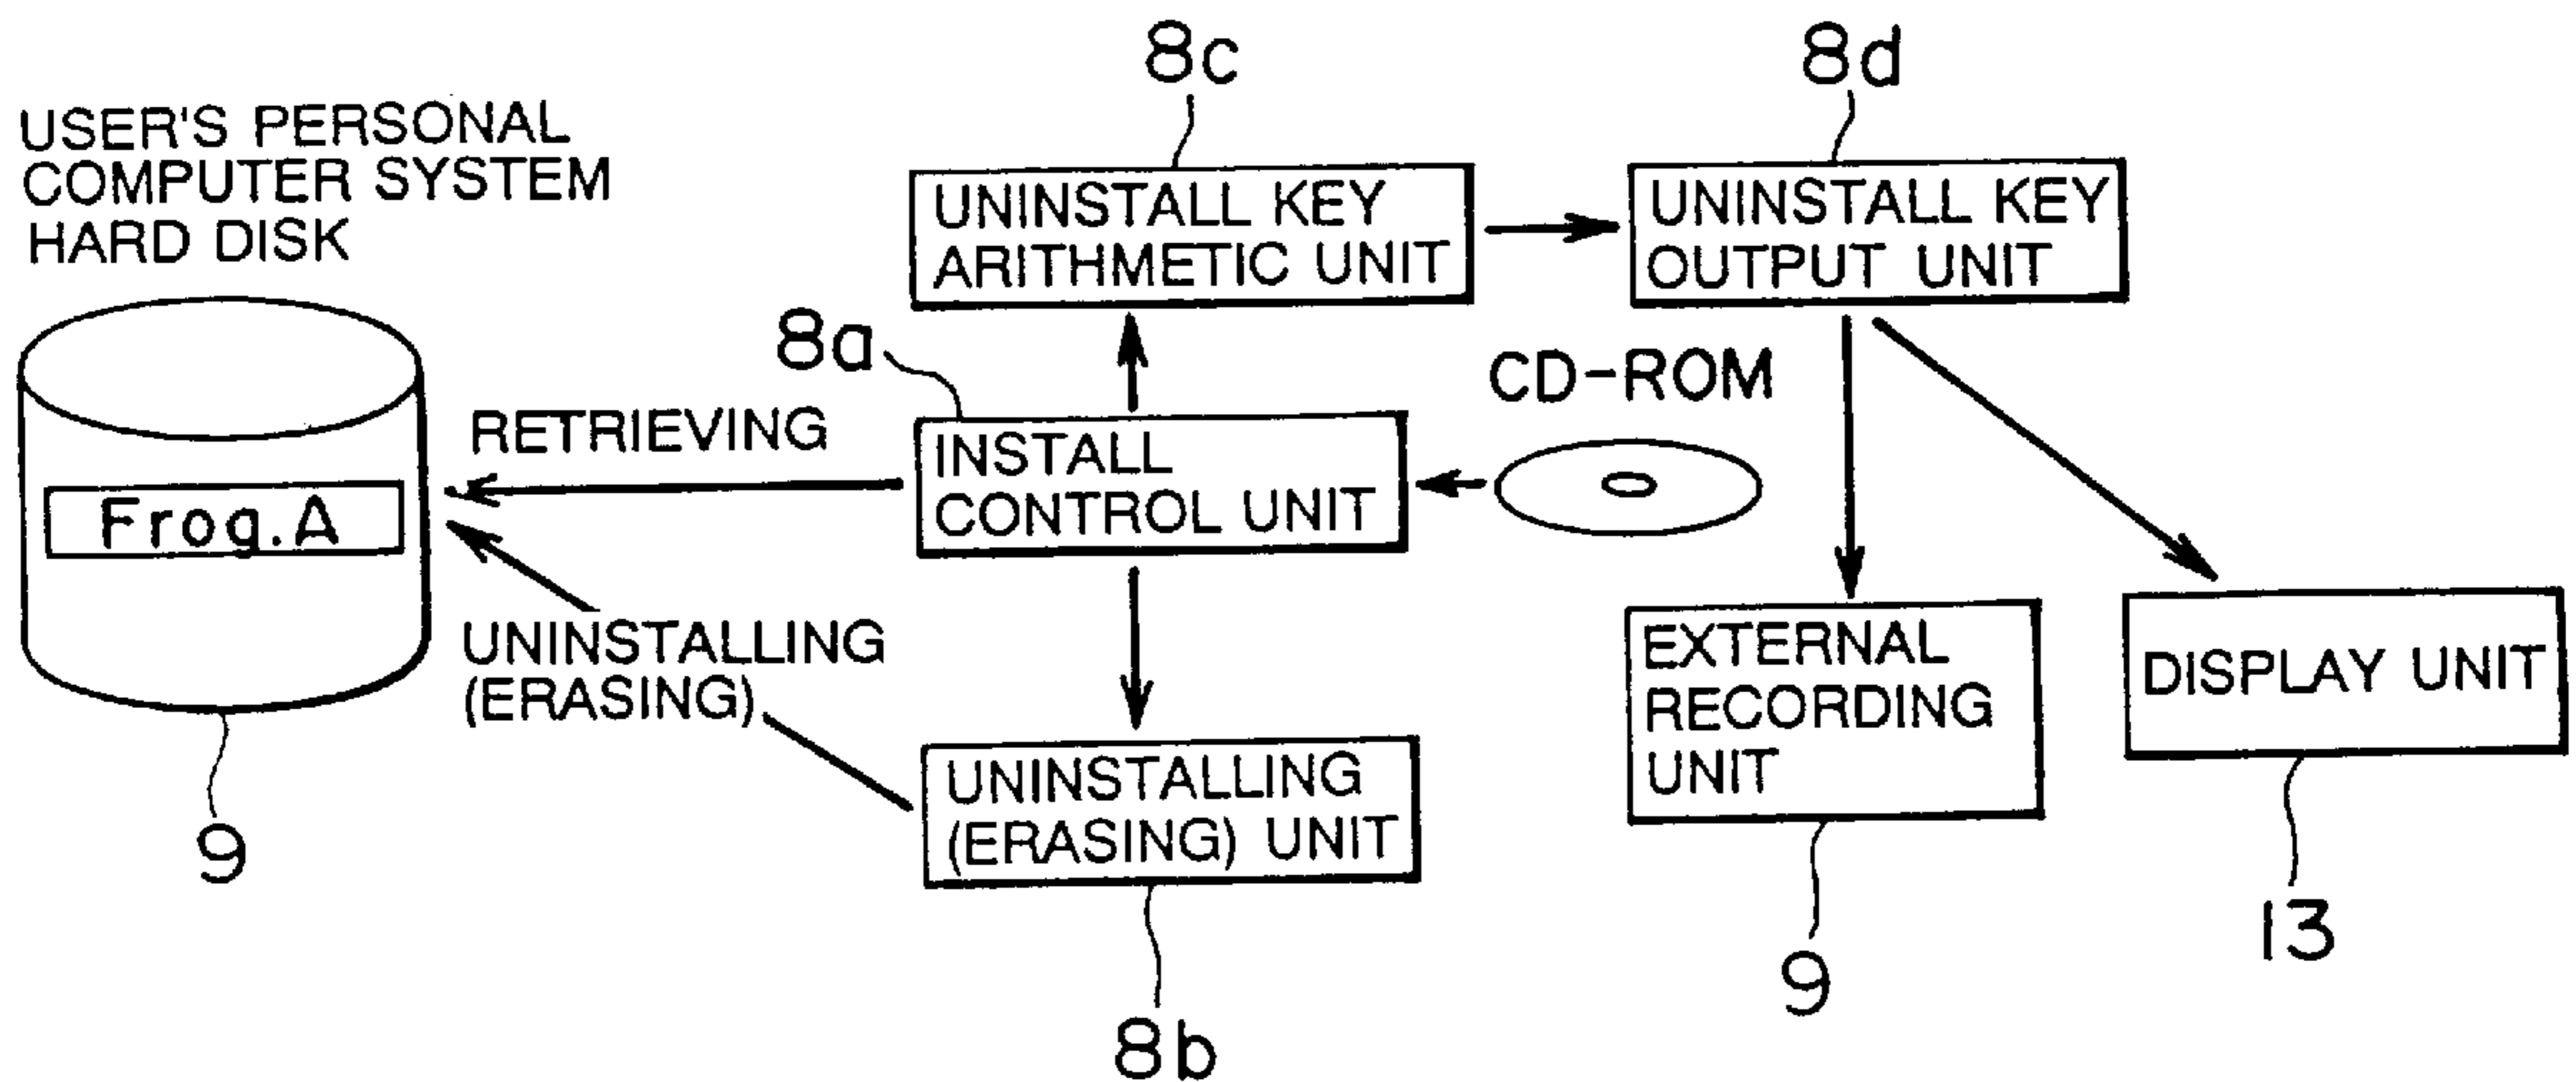 8c
8d
USER'S PERSONAL
COMPUTER SYSTEM
HARD DISK
UNINSTALL KEY
ARITHMETIC UNIT
UNINSTALL KEY
OUTPUT UNIT
8a
CD-ROM
RETRIEVING
INSTALL
CONTROL UNIT
Frog.A
UNINSTALLING
(ERASING)
EXTERNAL
RECORDING
UNIT
DISPLAY UNIT
UNINSTALLING
(ERASING) UNIT
9
13
9
8b